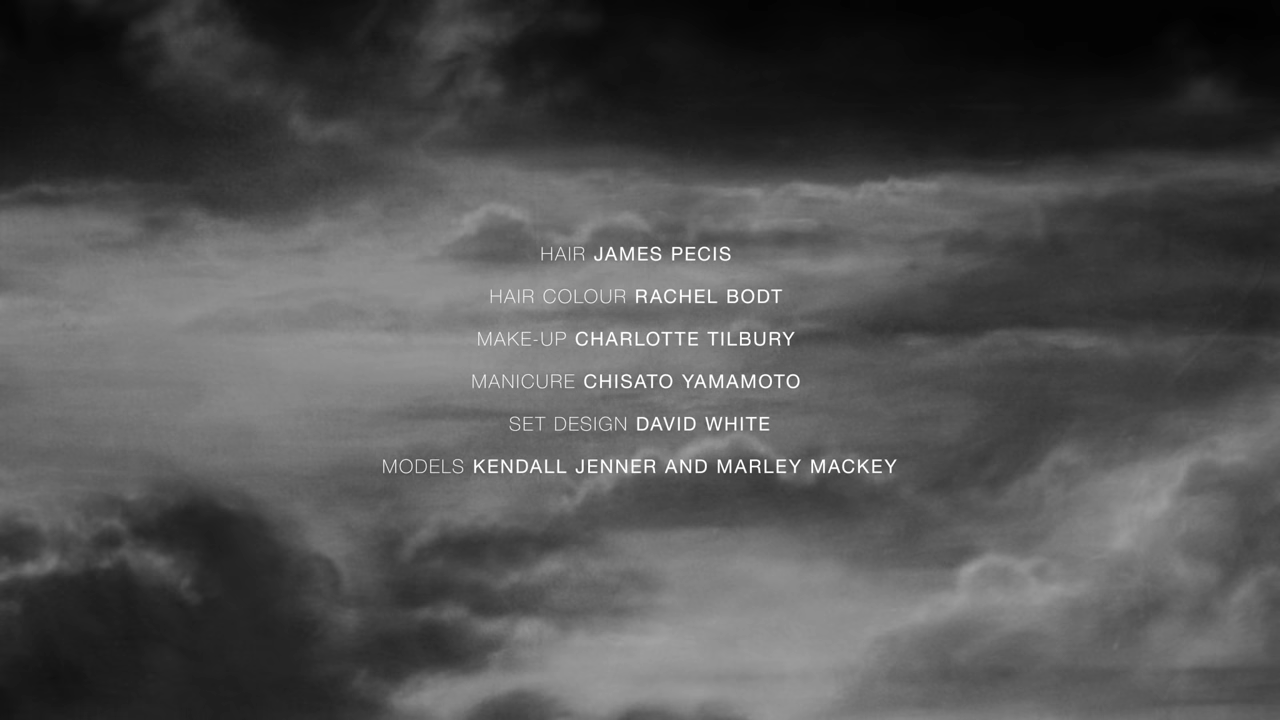 HAIR JAMES PECIS
HAIR COLOUR RACHEL BODT
MAKE-UP CHARLOTTE TILBURY
MANICURE CHISATO YAMAMOTO
SET DESIGN DAVID WHITE
MODELS KENDALL JENNER AND MARLEY MACKEY